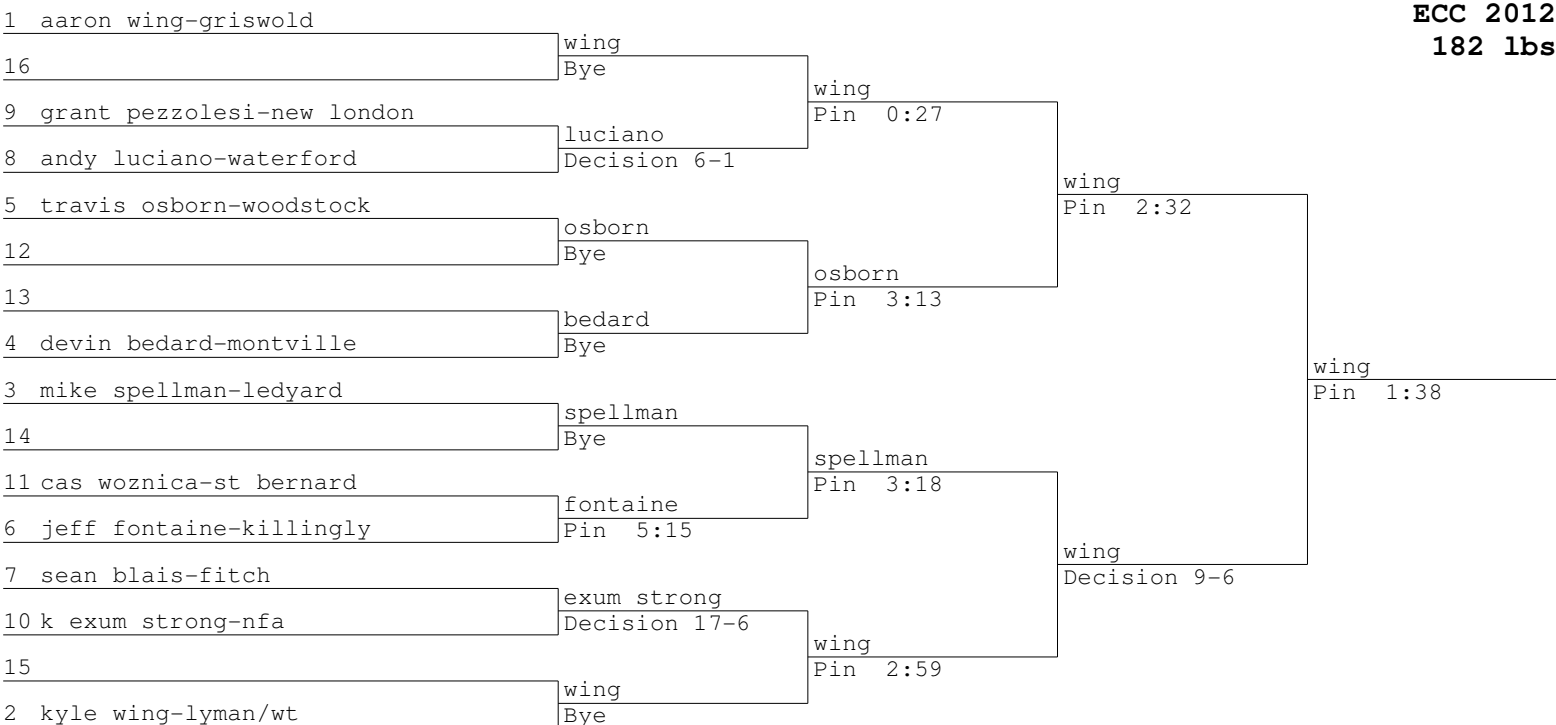 ECC 2012
182 lbs
1 aaron wing-griswold
wing
16
Bye
wing
9 grant pezzolesi-new london
Pin 0:27
luciano
8 andy luciano-waterford
Decision 6-1
wing
5 travis osborn-woodstock
Pin 2:32
osborn
12
Bye
osborn
13
Pin 3:13
bedard
4 devin bedard-montville
Bye
wing
3 mike spellman-ledyard
Pin 1:38
spellman
14
Bye
spellman
11 cas woznica-st bernard
Pin 3:18
fontaine
6 jeff fontaine-killingly
Pin 5:15
wing
7 sean blais-fitch
Decision 9-6
exum strong
10 k exum strong-nfa
Decision 17-6
wing
15
Pin 2:59
wing
2 kyle wing-lyman/wt
Bye